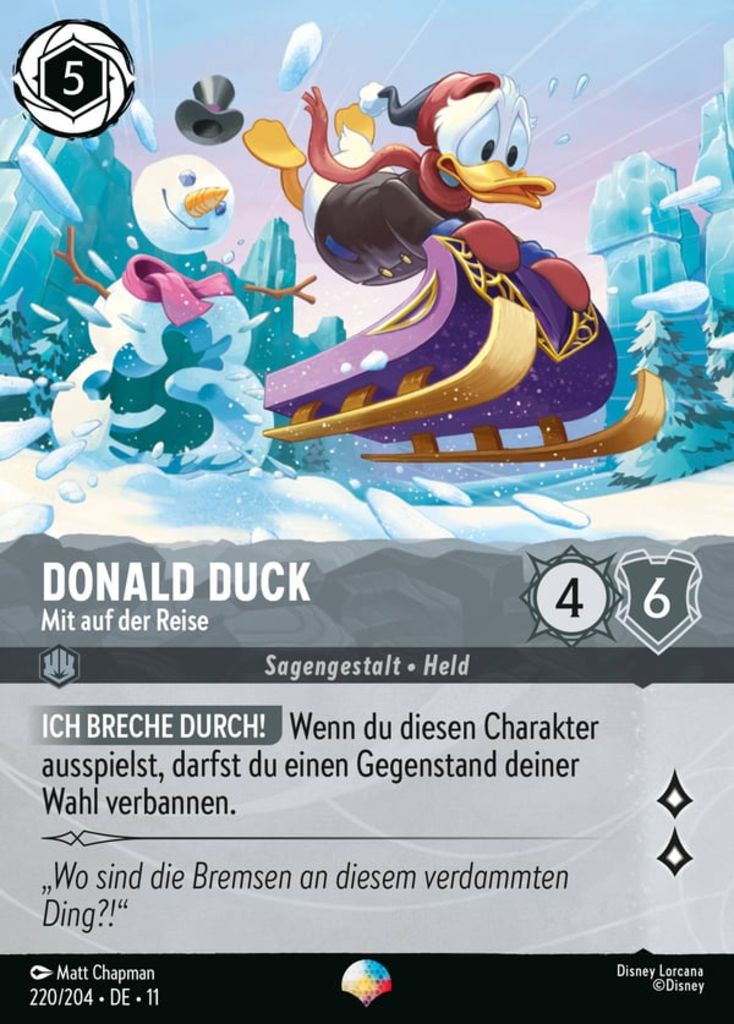 5
DONALD DUCK
Mit auf der Reise
4
6
Sagengestalt • Held
ICH BRECHE DURCH! Wenn du diesen Charakter
ausspielst, darfst du einen Gegenstand deiner
Wahl verbannen.
„Wo sind die Bremsen an diesem verdammten
Ding?!“
Matt Chapman
220/204 • DE • 11
Disney Lorcana
©Disney